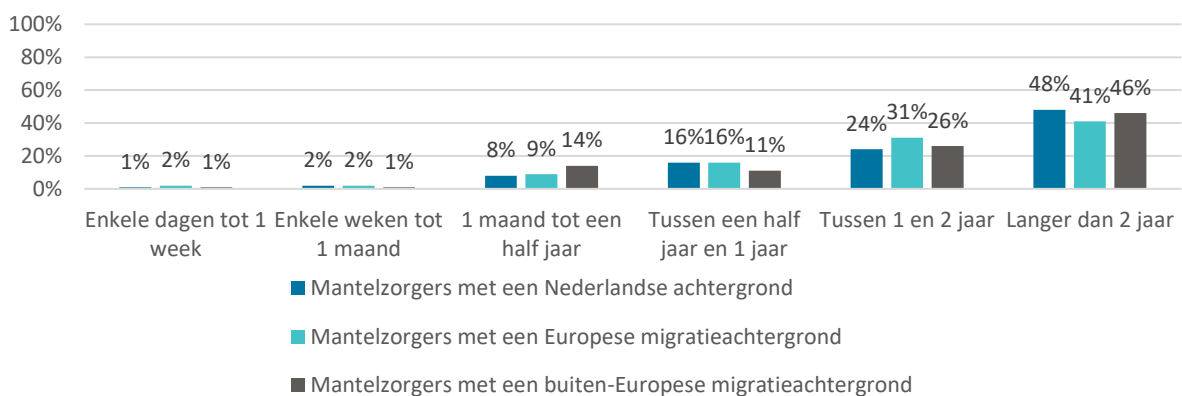 100%
80%
60%
40%
20%
0%
1% 2% 1% 2% 2% 1% 8% 9% 14% 16% 16% 11% 24% 31% 26% 48% 41% 46%
Enkele dagen tot 1 week
Enkele weken tot 1 maand
1 maand tot een half jaar
Tussen een half jaar en 1 jaar
Tussen 1 en 2 jaar
Langer dan 2 jaar
Mantelzorgers met een Nederlandse achtergrond
Mantelzorgers met een Europese migratieachtergrond
Mantelzorgers met een buiten-Europese migratieachtergrond